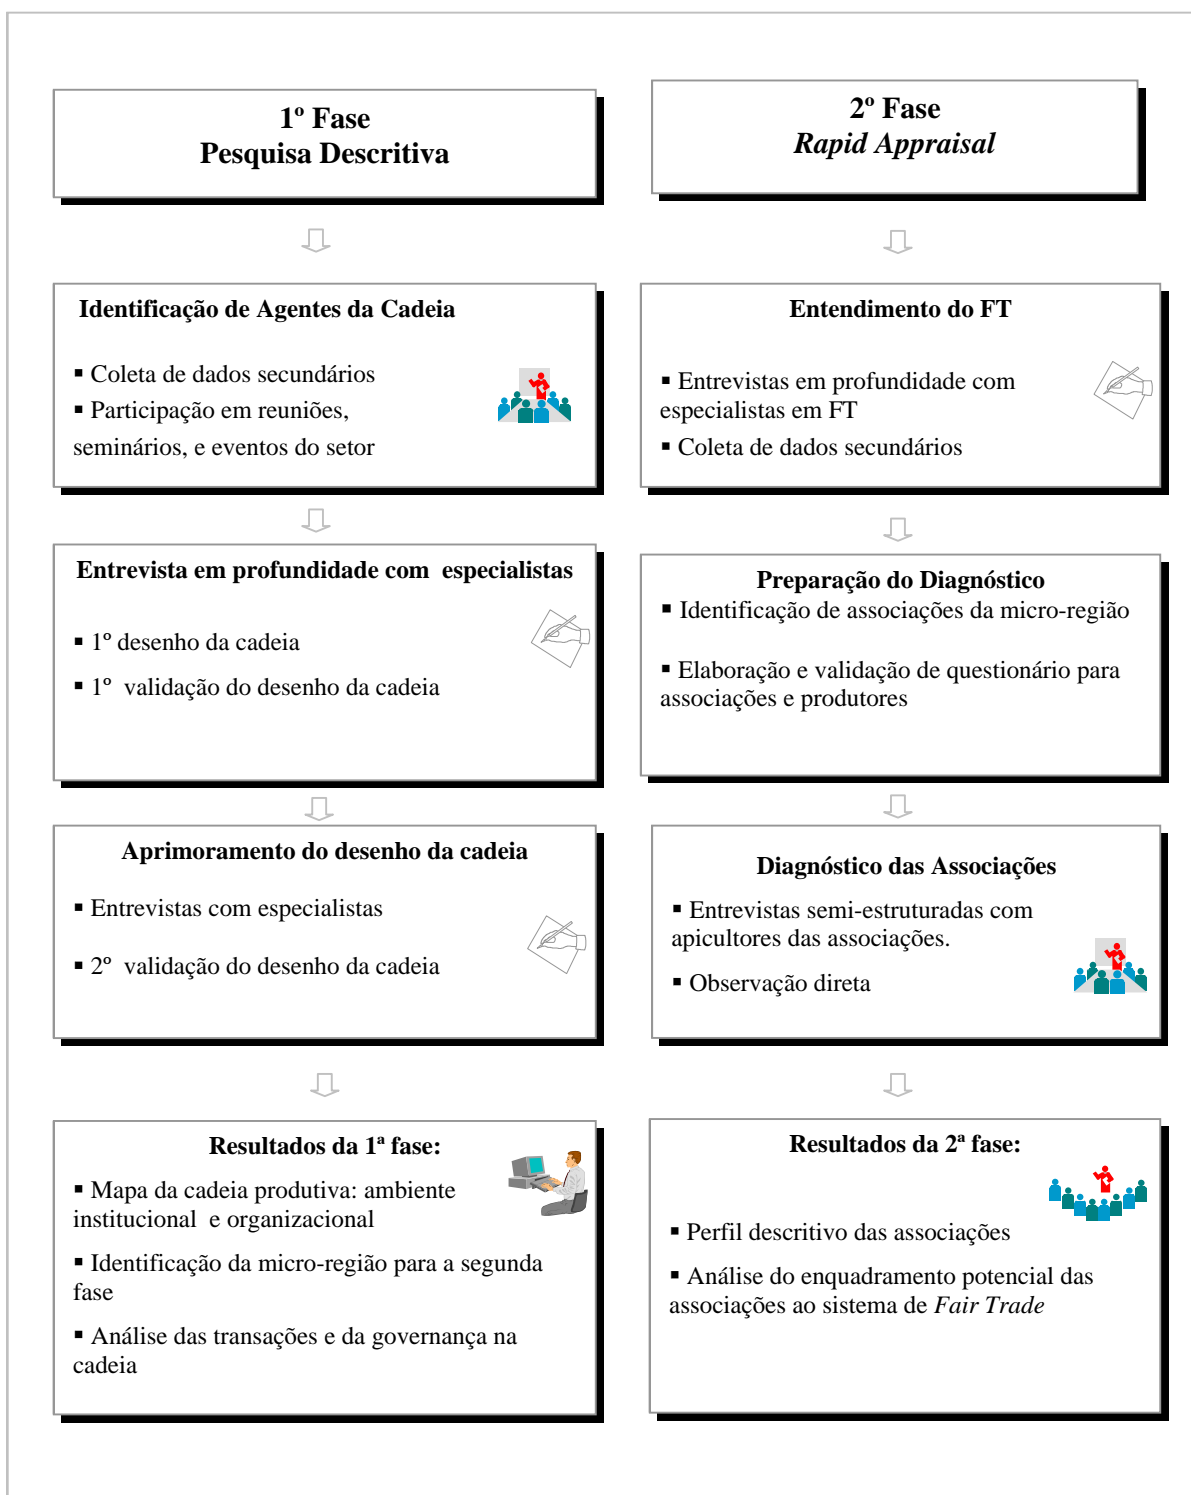 1º Fase
Pesquisa Descritiva
Identificação de Agentes da Cadeia
▪ Coleta de dados secundários
▪ Participação em reuniões,
seminários, e eventos do setor
Entrevista em profundidade com especialistas
▪ 1º desenho da cadeia
▪ 1º validação do desenho da cadeia
Aprimoramento do desenho da cadeia
▪ Entrevistas com especialistas
▪ 2º validação do desenho da cadeia
Resultados da 1ª fase:
▪ Mapa da cadeia produtiva: ambiente
institucional e organizacional
▪ Identificação da micro-região para a segunda
fase
▪ Análise das transações e da governança na
cadeia
2º Fase
Rapid Appraisal
Entendimento do FT
▪ Entrevistas em profundidade com
especialistas em FT
▪ Coleta de dados secundários
Preparação do Diagnóstico
▪ Identificação de associações da micro-região
▪ Elaboração e validação de questionário para
associações e produtores
Diagnóstico das Associações
▪ Entrevistas semi-estruturadas com
apicultores das associações.
▪ Observação direta
Resultados da 2ª fase:
▪ Perfil descritivo das associações
▪ Análise do enquadramento potencial das
associações ao sistema de Fair Trade